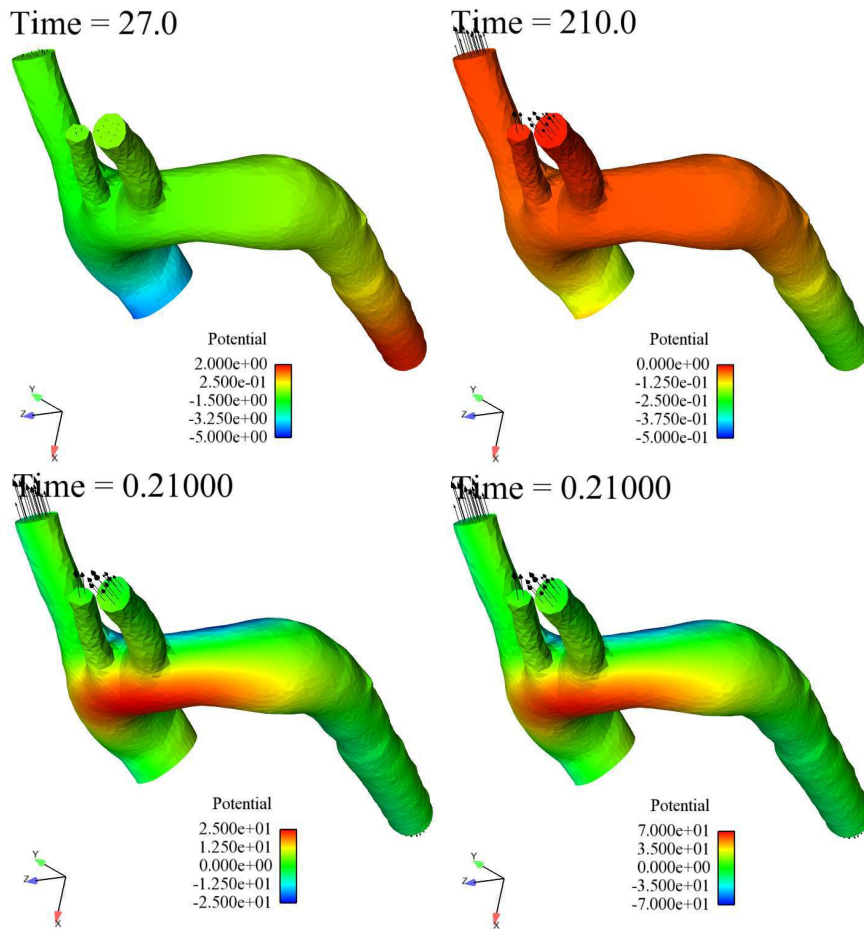 Time = 27.0
Potential
2.000e+00
2.500e-01
-1.500e+00
-3.250e+00
-5.000e+00
Y
Z
X
Time = 210.0
Potential
0.000e+00
-1.250e-01
-2.500e-01
-3.750e-01
-5.000e-01
Y
Z
X
Time = 0.21000
Potential
2.500e+01
1.250e+01
0.000e+00
-1.250e+01
-2.500e+01
Y
Z
X
Time = 0.21000
Potential
7.000e+01
3.500e+01
0.000e+00
-3.500e+01
-7.000e+01
Y
Z
X